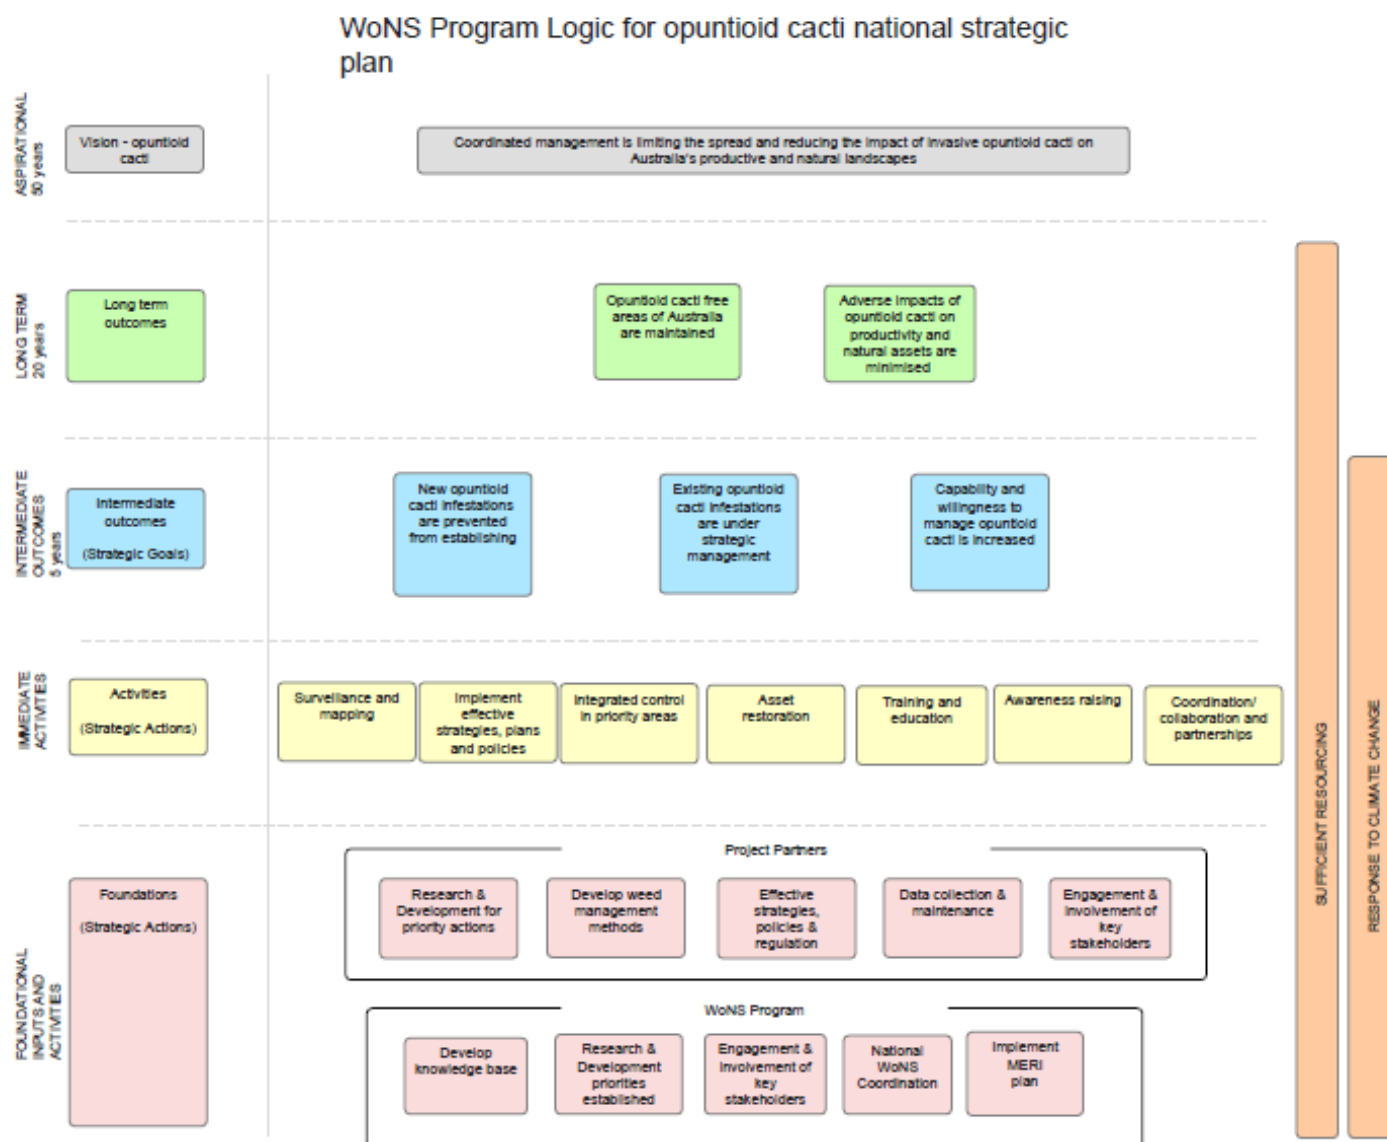 WoNS Program Logic for opuntioid cacti national strategic
plan
ASPIRATIONAL
50 years
Vision - opuntioid
cacti
Coordinated management is limiting the spread and reducing the impact of invasive opuntioid cacti on
Australia's productive and natural landscapes
LONG TERM
20 years
Long term
outcomes
Opuntioid cacti free
areas of Australia
are maintained
Adverse impacts of
opuntioid cacti on
productivity and
natural assets are
minimised
INTERMEDIATE
OUTCOMES
5 years
Intermediate
outcomes
(Strategic Goals)
New opuntioid
cacti infestations
are prevented
from establishing
Existing opuntioid
cacti infestations
are under
strategic
management
Capability and
willingness to
manage opuntioid
cacti is increased
IMMEDIATE
ACTIVITIES
Activities
(Strategic Actions)
Surveillance and
mapping
Implement
effective
strategies, plans
and policies
Integrated control
in priority areas
Asset
restoration
Training and
education
Awareness raising
Coordination/
collaboration and
partnerships
FOUNDATIONAL
INPUTS AND
ACTIVITIES
Foundations
(Strategic Actions)
Project Partners
Research &
Development for
priority actions
Develop weed
management
methods
Effective
strategies,
policies &
regulation
Data collection &
maintenance
Engagement &
involvement of
key
stakeholders
WoNS Program
Develop
knowledge base
Research &
Development
priorities
established
Engagement &
involvement of
key
stakeholders
National
WoNS
Coordination
Implement
MERI
plan
SUFFICIENT RESOURCING
RESPONSE TO CLIMATE CHANGE